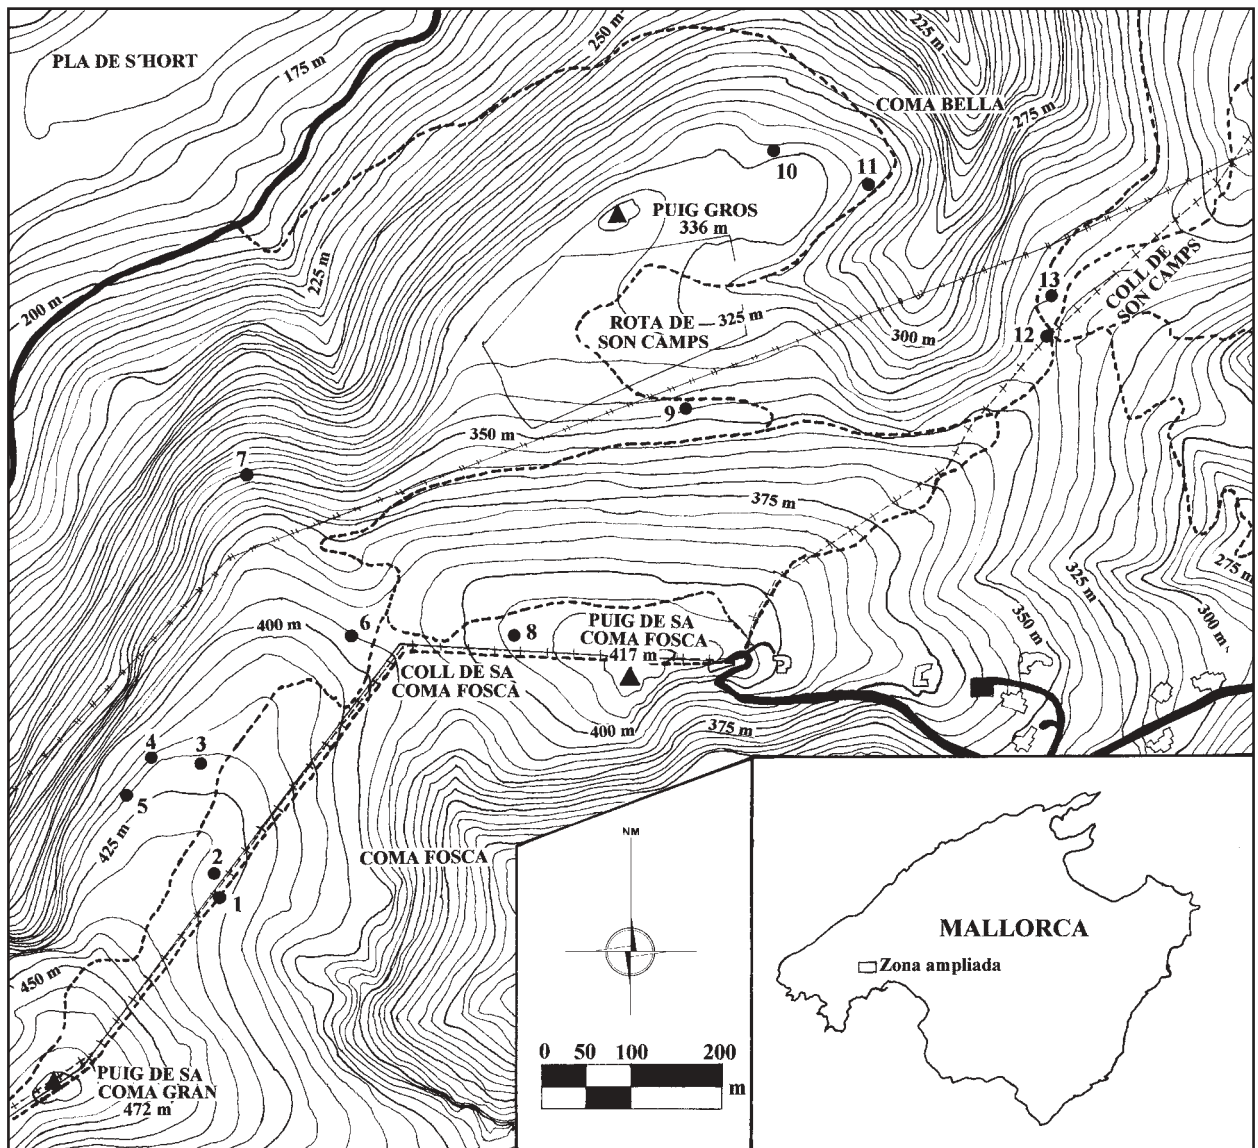 250 m
225 m
PLA DE S´HORT
175 m
COMA BELLA
275 m
10
11
PUIG GROS
336 m
225 m
200 m
COLL DE
SON CAMPS
13
ROTA DE
SON CAMPS
325 m
300 m
12
9
350 m
7
375 m
275 m
325 m
400 m
6
8
PUIG DE SA
COMA FOSCA
417 m
350 m
300 m
COLL DE SA
COMA FOSCA
400 m
375 m
4
3
5
425 m
2
COMA FOSCA
1
NM
MALLORCA
Zona ampliada
450 m
0 50 100 200
m
PUIG DE SA
COMA GRAN
472 m